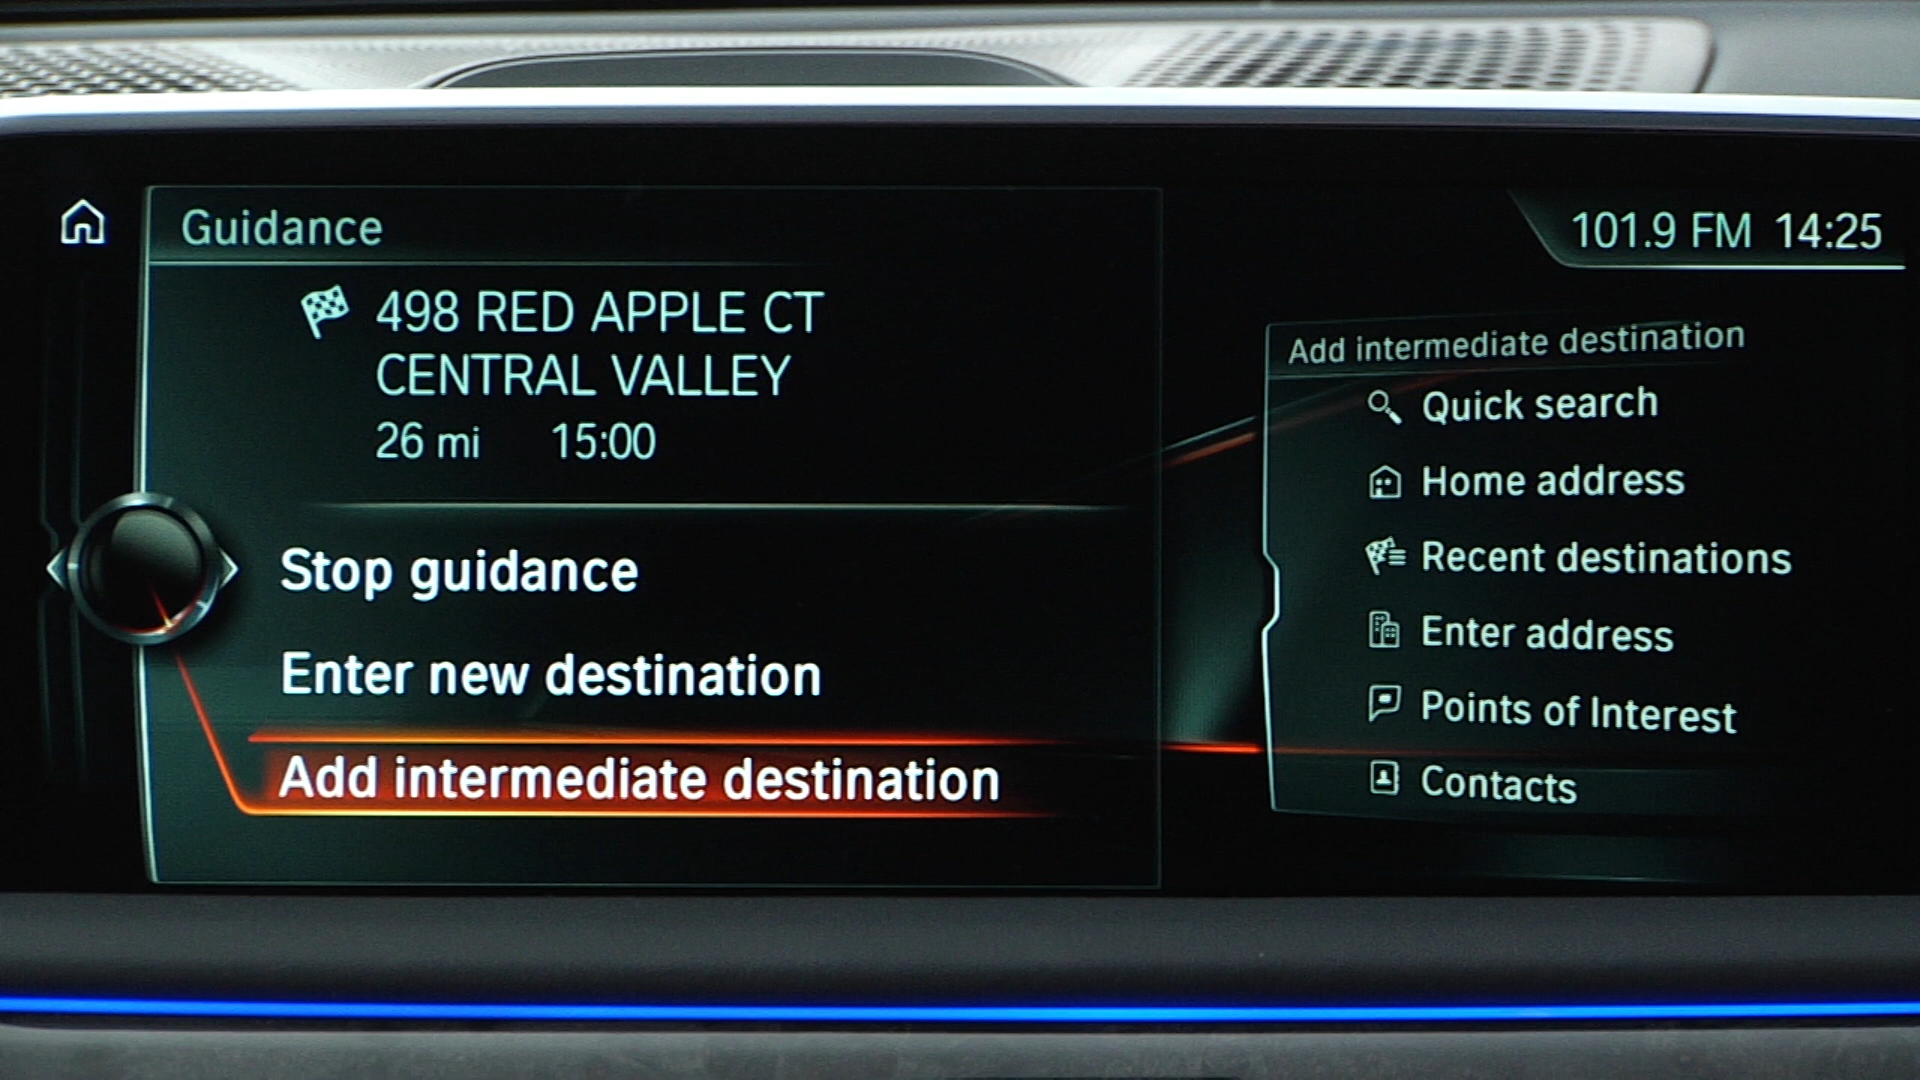 Guidance
101.9 FM 14:25
498 RED APPLE CT
CENTRAL VALLEY
26 mi 15:00
Stop guidance
Enter new destination
Add intermediate destination
Add intermediate destination
Quick search
Home address
Recent destinations
Enter address
Points of Interest
Contacts